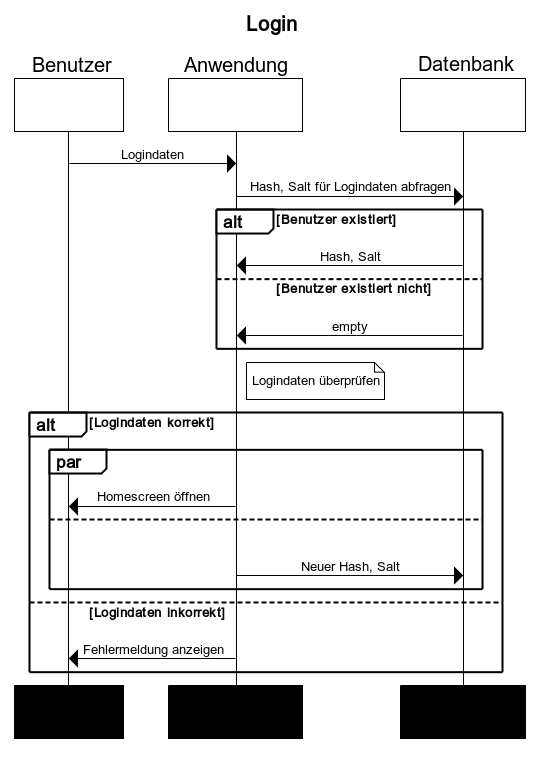 Login
Benutzer
Anwendung
Datenbank
Logindaten
Hash, Salt für Logindaten abfragen
alt
[Benutzer existiert]
Hash, Salt
[Benutzer existiert nicht]
empty
Logindaten überprüfen
alt
[Logindaten korrekt]
par
Homescreen öffnen
Neuer Hash, Salt
[Logindaten Inkorrekt]
Fehlermeldung anzeigen